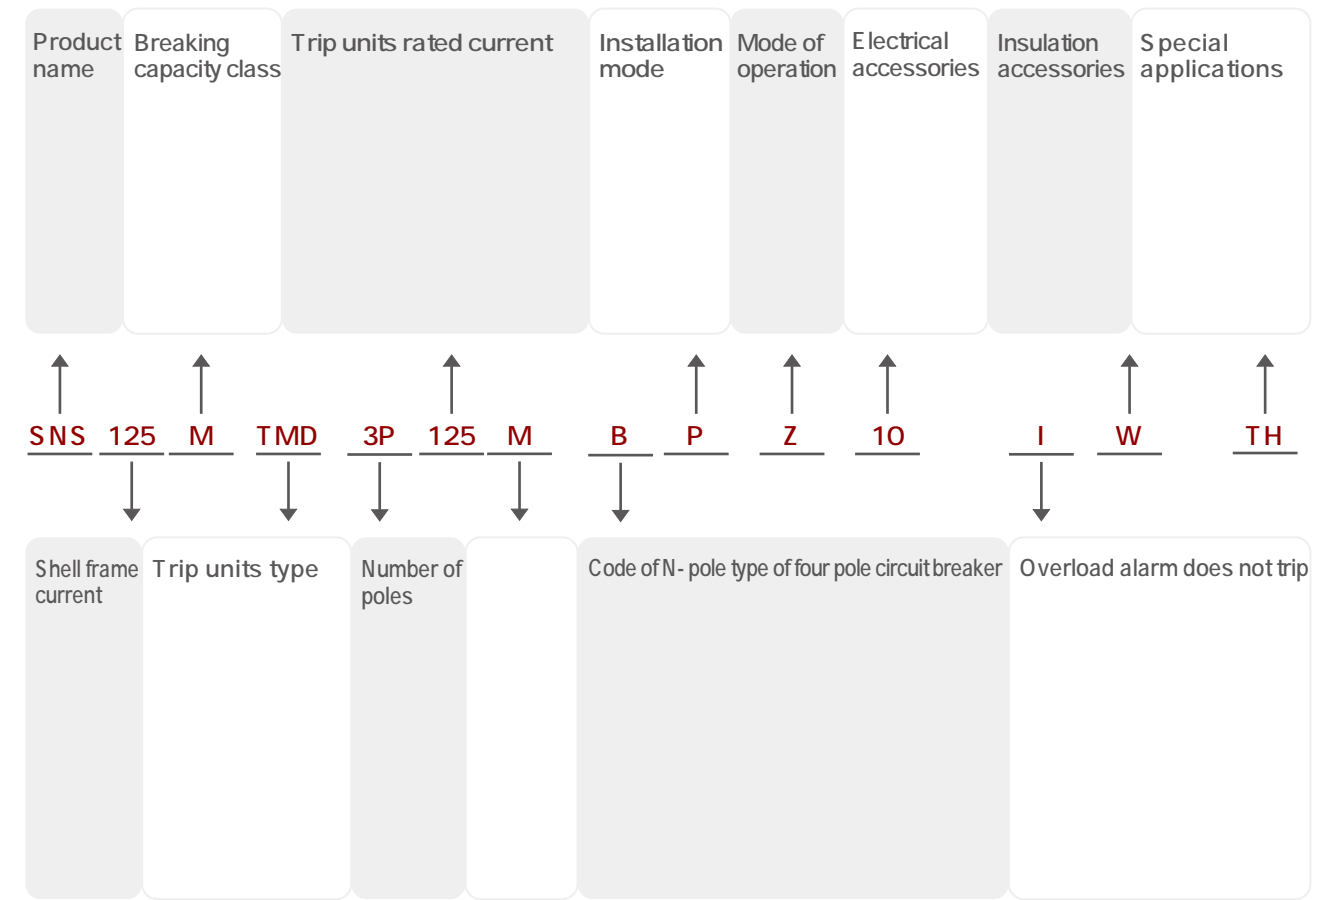 Product name
Breaking capacity class
Trip units rated current
Installation mode
Mode of operation
Electrical accessories
Insulation accessories
Special applications
SNS 125 M TMD 3P 125 M B P Z 10 I W TH
Shell frame current
Trip units type
Number of poles
Code of N-pole type of four pole circuit breaker
Overload alarm does not trip